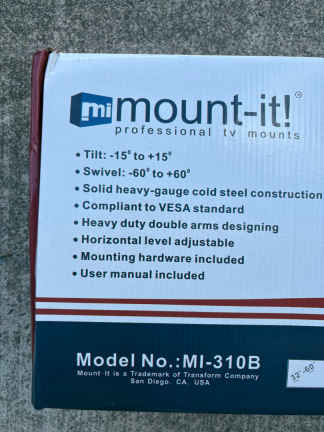 mi mount-it!®
professional tv mounts
• Tilt: -15° to +15°
• Swivel: -60° to +60°
• Solid heavy-gauge cold steel construction
• Compliant to VESA standard
• Heavy duty double arms designing
• Horizontal level adjustable
• Mounting hardware included
• User manual included
Model No.:MI-310B
Mount It is a Trademark of Transform Company
San Diego. CA. USA
32"-60"